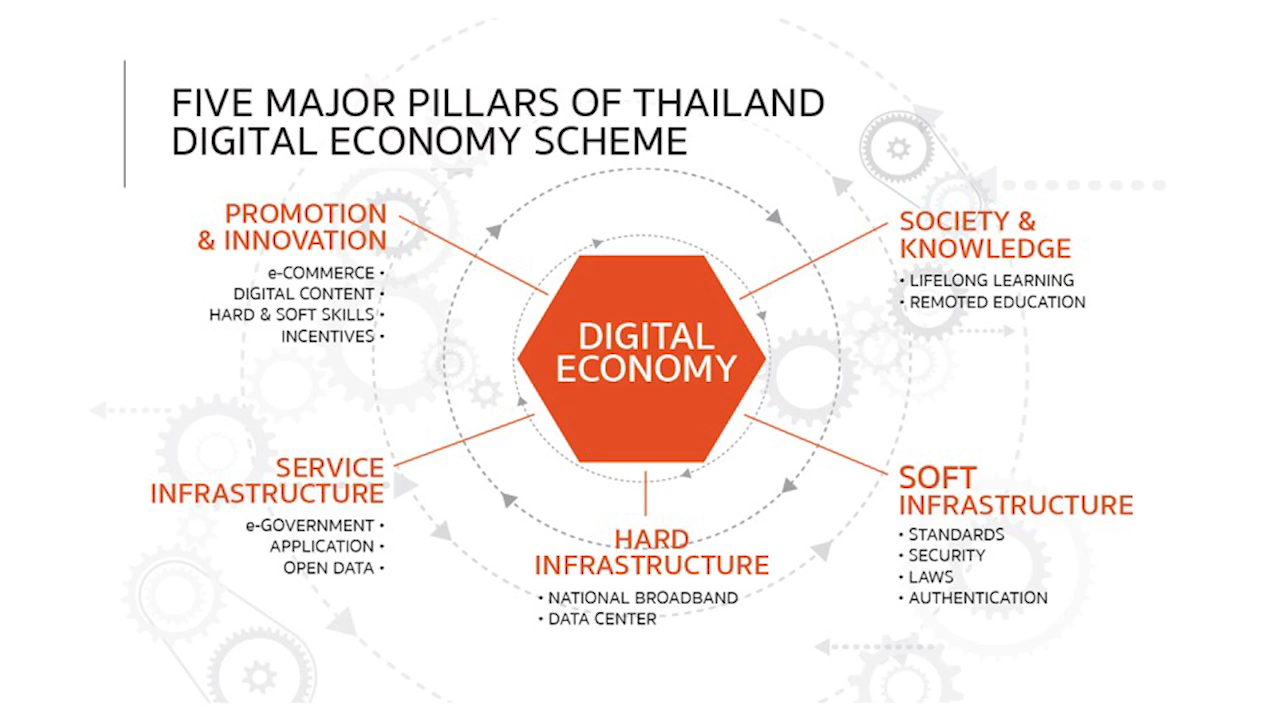 FIVE MAJOR PILLARS OF THAILAND
DIGITAL ECONOMY SCHEME
PROMOTION
& INNOVATION
e-COMMERCE •
DIGITAL CONTENT •
HARD & SOFT SKILLS •
INCENTIVES •
SOCIETY &
KNOWLEDGE
• LIFELONG LEARNING
• REMOTED EDUCATION
DIGITAL
ECONOMY
SERVICE
INFRASTRUCTURE
e-GOVERNMENT •
APPLICATION •
OPEN DATA •
HARD
INFRASTRUCTURE
• NATIONAL BROADBAND
• DATA CENTER
SOFT
INFRASTRUCTURE
• STANDARDS
• SECURITY
• LAWS
• AUTHENTICATION